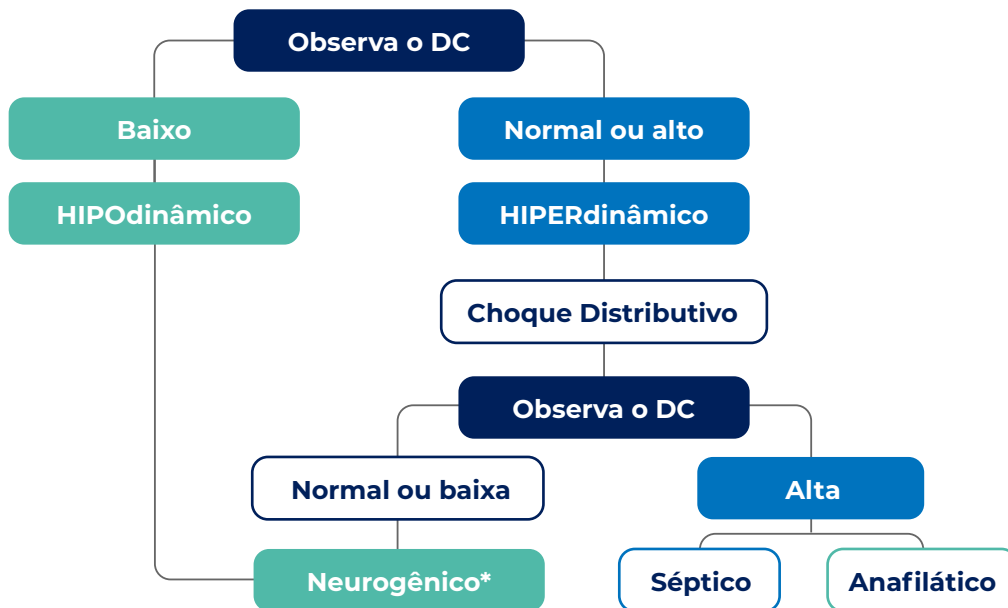 Observa o DC
Baixo
Normal ou alto
HIPOdinâmico
HIPERdinâmico
Choque Distributivo
Observa o DC
Normal ou baixa
Alta
Neurogênico*
Séptico
Anafilático